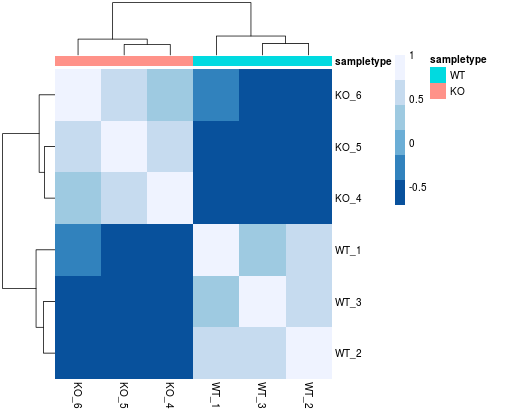 sampletype
1
0.5
0
-0.5
sampletype
WT
KO
KO_6
KO_5
KO_4
WT_1
WT_3
WT_2
KO_6
KO_5
KO_4
WT_1
WT_3
WT_2